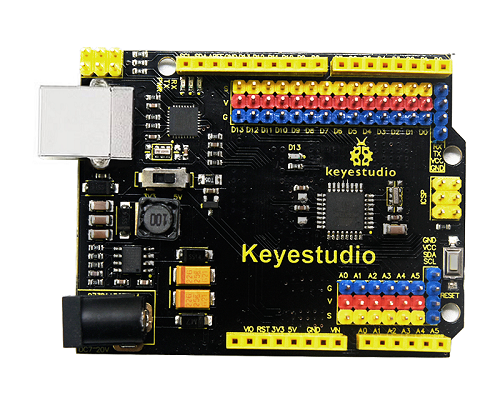 RX
TX
V
G
D13 D12 D11 D10 D9 D8 D7 D6 D5 D4 D3 D2 D1 D0
RX
TX
VCC
GND
D13
keyestudio
5V
100
ICSP
Keyestudio
GND
VCC
SDA
SCL
A0 A1 A2 A3 A4 A5
G
V
S
RESET
VIO RST 3V3 5V GND VIN A0 A1 A2 A3 A4 A5